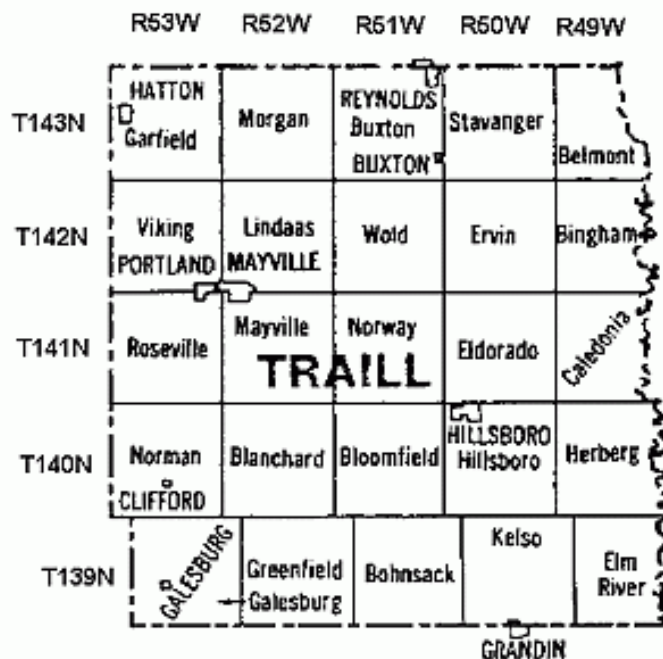 R53W R52W R51W R50W R49W
T143N
HATTON
Garfield
Morgan
REYNOLDS
Buxton
BUXTON
Stavanger
Belmont
T142N
Viking
PORTLAND
Lindaas
MAYVILLE
Wold
Ervin
Bingham
T141N
Roseville
Mayville
Norway
TRAILL
Eldorado
Caledonia
T140N
Norman
CLIFFORD
Blanchard
Bloomfield
HILLSBORO
Hillsboro
Herberg
T139N
GALESBURG
Greenfield
Galesburg
Bohnsack
Kelso
Elm
River
GRANDIN